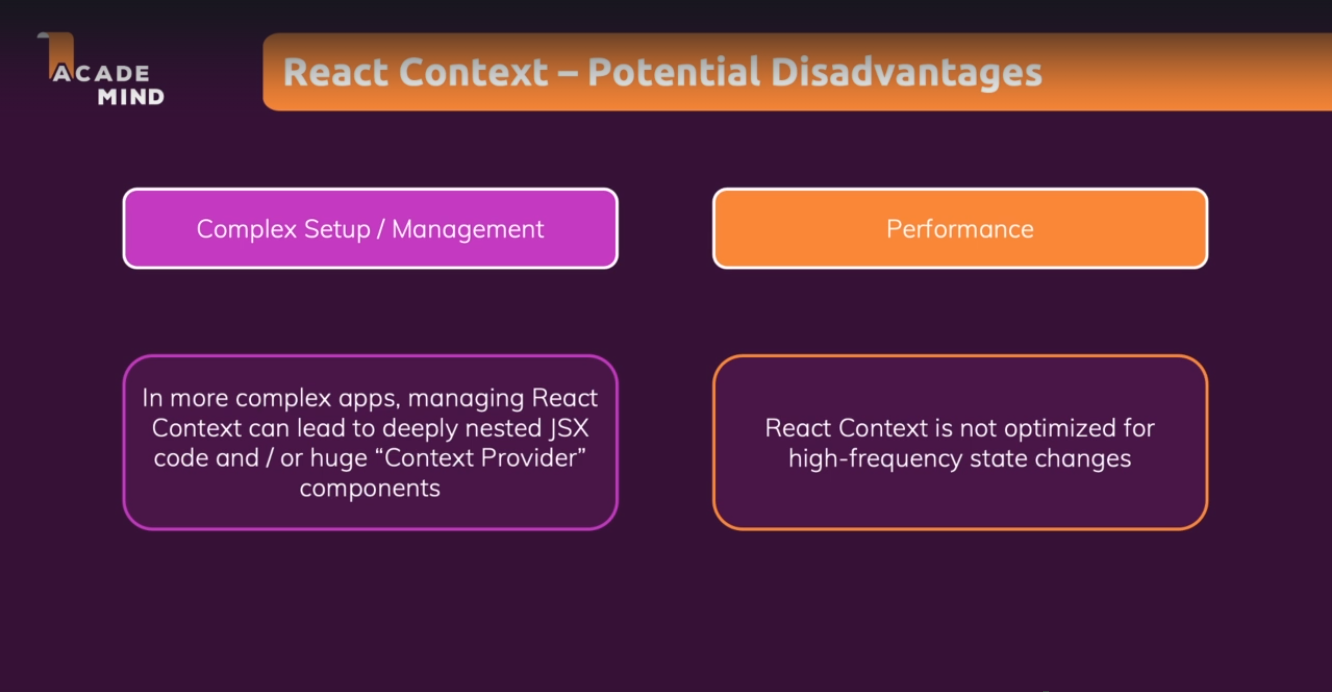 ACADE
MIND
React Context – Potential Disadvantages
Complex Setup / Management
Performance
In more complex apps, managing React
Context can lead to deeply nested JSX
code and / or huge “Context Provider”
components
React Context is not optimized for
high-frequency state changes